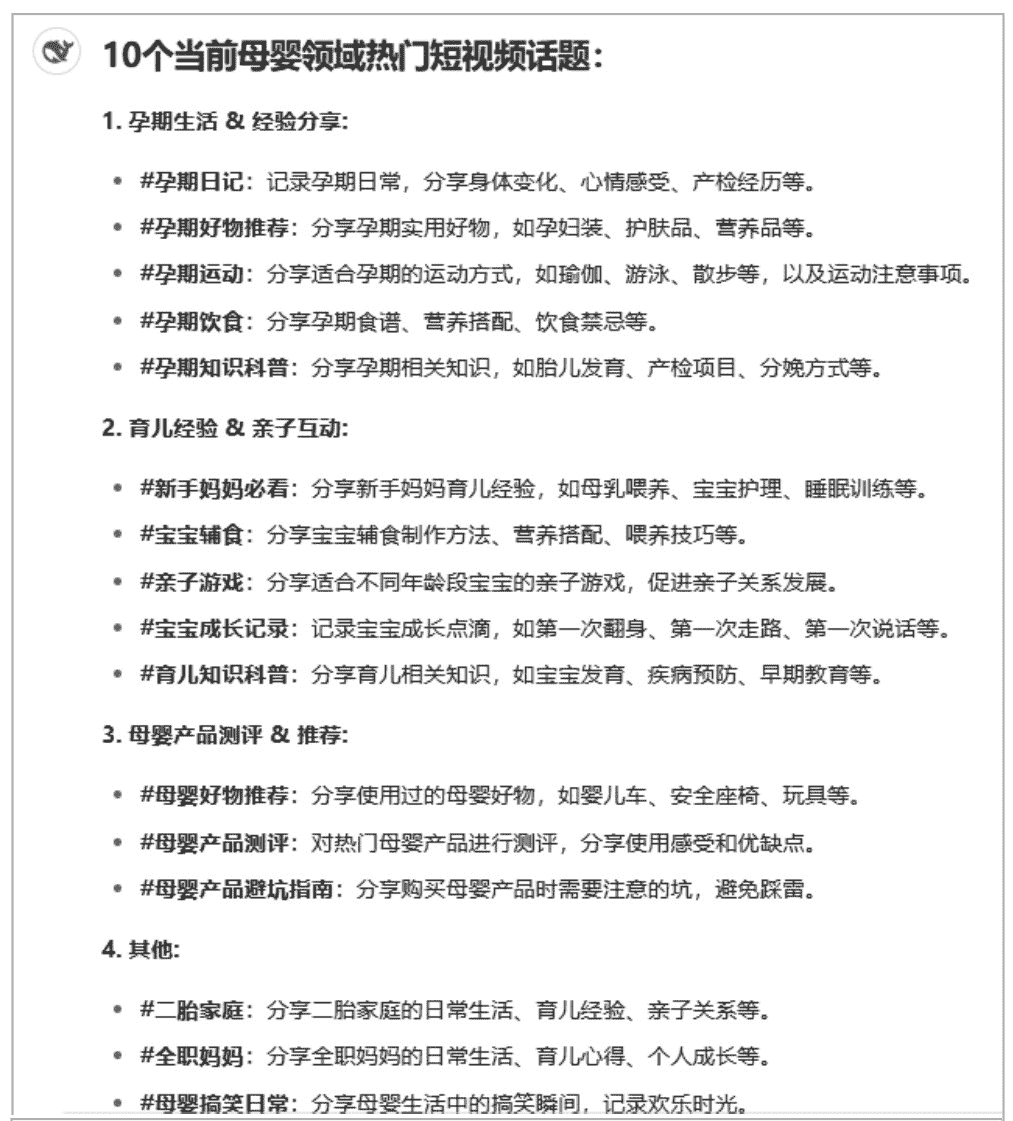 10个当前母婴领域热门短视频话题：
1. 孕期生活 & 经验分享:
• #孕期日记：记录孕期日常，分享身体变化、心情感受、产检经历等。
• #孕期好物推荐：分享孕期实用好物，如孕妇装、护肤品、营养品等。
• #孕期运动：分享适合孕期的运动方式，如瑜伽、游泳、散步等，以及运动注意事项。
• #孕期饮食：分享孕期食谱、营养搭配、饮食禁忌等。
• #孕期知识科普：分享孕期相关知识，如胎儿发育、产检项目、分娩方式等。
2. 育儿经验 & 亲子互动:
• #新手妈妈必看：分享新手妈妈育儿经验，如母乳喂养、宝宝护理、睡眠训练等。
• #宝宝辅食：分享宝宝辅食制作方法、营养搭配、喂养技巧等。
• #亲子游戏：分享适合不同年龄段宝宝的亲子游戏，促进亲子关系发展。
• #宝宝成长记录：记录宝宝成长点滴，如第一次翻身、第一次走路、第一次说话等。
• #育儿知识科普：分享育儿相关知识，如宝宝发育、疾病预防、早期教育等。
3. 母婴产品测评 & 推荐:
• #母婴好物推荐：分享使用过的母婴好物，如婴儿车、安全座椅、玩具等。
• #母婴产品测评：对热门母婴产品进行测评，分享使用感受和优缺点。
• #母婴产品避坑指南：分享购买母婴产品时需要注意的坑，避免踩雷。
4. 其他:
• #二胎家庭：分享二胎家庭的日常生活、育儿经验、亲子关系等。
• #全职妈妈：分享全职妈妈的日常生活、育儿心得、个人成长等。
• #母婴搞笑日常：分享母婴生活中的搞笑瞬间，记录欢乐时光。